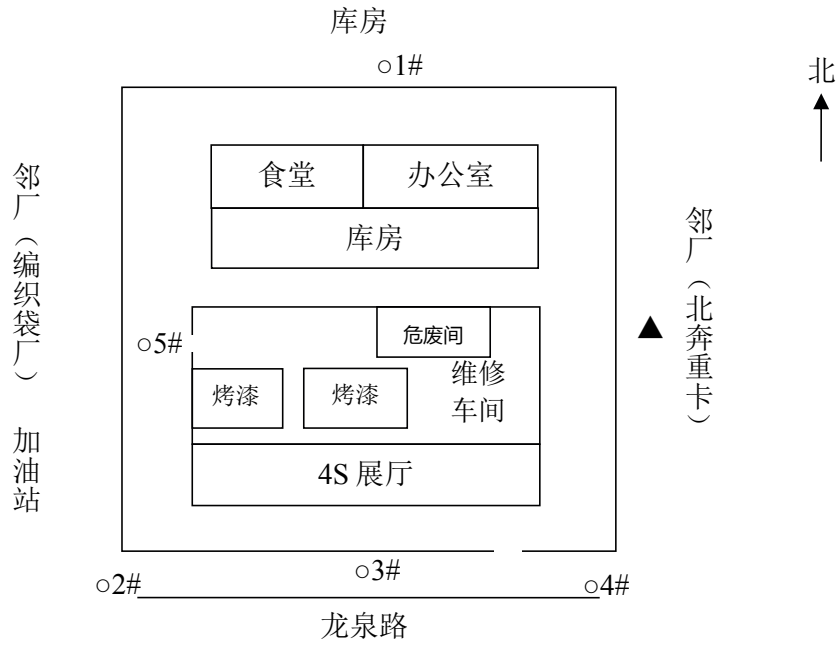 库房
○1#
北
食堂
办公室
库房
邻厂（编织袋厂） 加油站
邻厂（北奔重卡）
○5#
危废间
维修
车间
烤漆
烤漆
4S 展厅
○2#
○3#
○4#
龙泉路